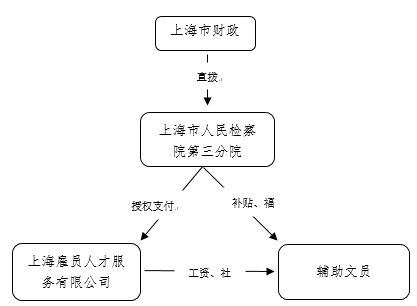 上海市财政
直拨
上海市人民检察
院第三分院
授权支付
补贴、福
上海雇员人才服
务有限公司
工资、社
辅助文员